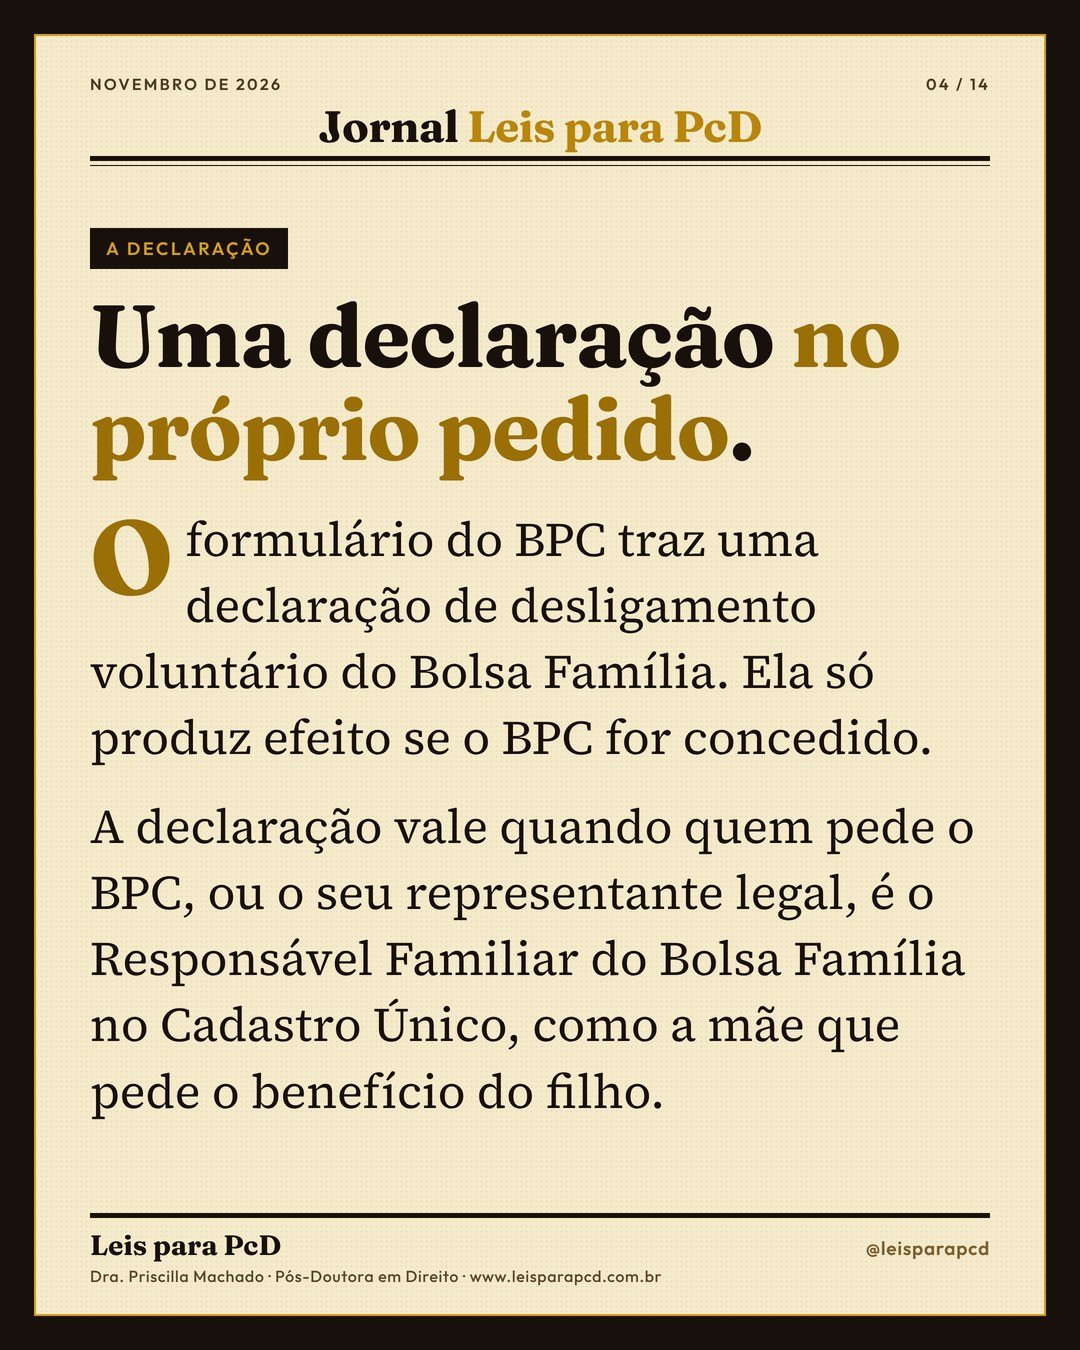 NOVEMBRO DE 2026
04 / 14
Jornal Leis para PcD
A DECLARAÇÃO
Uma declaração no
próprio pedido.
O formulário do BPC traz uma
declaração de desligamento
voluntário do Bolsa Família. Ela só
produz efeito se o BPC for concedido.
A declaração vale quando quem pede o
BPC, ou o seu representante legal, é o
Responsável Familiar do Bolsa Família
no Cadastro Único, como a mãe que
pede o benefício do filho.
Leis para PcD
@leisparapcd
Dra. Priscilla Machado · Pós-Doutora em Direito · www.leisparapcd.com.br